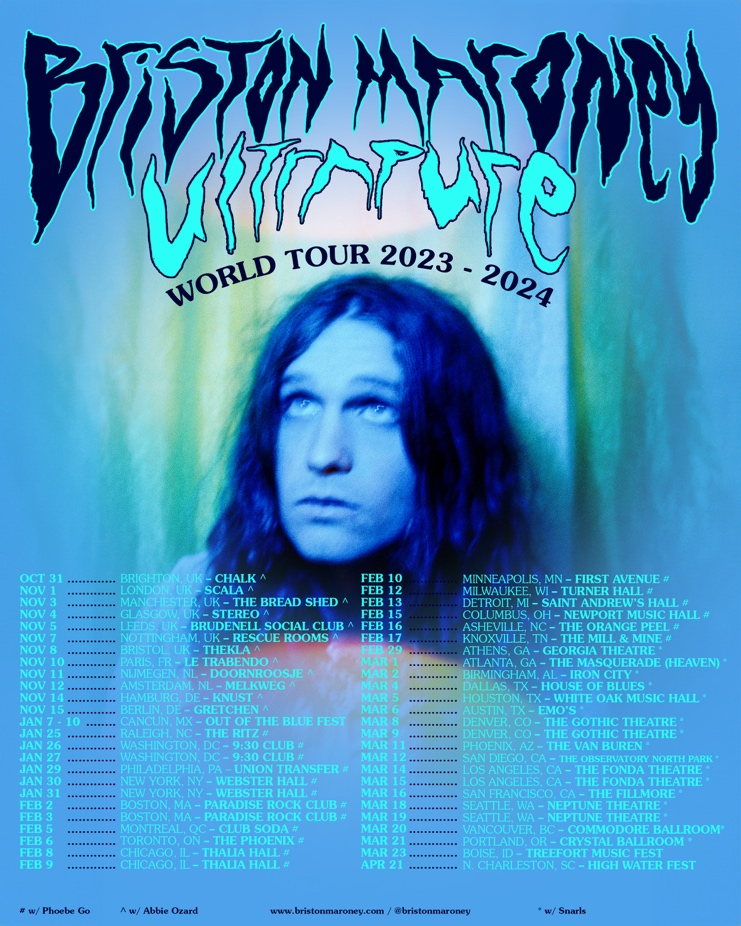 BRISTON MARONEY
ULTRAPURE
WORLD TOUR 2023 - 2024
OCT 31 ............ BRIGHTON, UK – CHALK ^
NOV 1 ............ LONDON, UK – SCALA ^
NOV 3 ............ MANCHESTER, UK – THE BREAD SHED ^
NOV 4 ............ GLASGOW, UK – STEREO ^
NOV 5 ............ LEEDS, UK – BRUDENELL SOCIAL CLUB ^
NOV 7 ............ NOTTINGHAM, UK – RESCUE ROOMS ^
NOV 8 ............ BRISTOL, UK – THEKLA ^
NOV 10 ............ PARIS, FR – LE TRABENDO ^
NOV 11 ............ NIJMEGEN, NL – DOORNROOSJE ^
NOV 12 ............ AMSTERDAM, NL – MELKWEG ^
NOV 14 ............ HAMBURG, DE – KNUST ^
NOV 15 ............ BERLIN, DE – GRETCHEN ^
JAN 7 - 10 ....... CANCUN, MX – OUT OF THE BLUE FEST
JAN 25 ............ RALEIGH, NC – THE RITZ #
JAN 26 ............ WASHINGTON, DC – 9:30 CLUB #
JAN 27 ............ WASHINGTON, DC – 9:30 CLUB #
JAN 29 ............ PHILADELPHIA, PA – UNION TRANSFER #
JAN 30 ............ NEW YORK, NY – WEBSTER HALL #
JAN 31 ............ NEW YORK, NY – WEBSTER HALL #
FEB 2 ............ BOSTON, MA – PARADISE ROCK CLUB #
FEB 3 ............ BOSTON, MA – PARADISE ROCK CLUB #
FEB 5 ............ MONTREAL, QC – CLUB SODA #
FEB 6 ............ TORONTO, ON – THE PHOENIX #
FEB 8 ............ CHICAGO, IL – THALIA HALL #
FEB 9 ............ CHICAGO, IL – THALIA HALL #
FEB 10 ............ MINNEAPOLIS, MN – FIRST AVENUE #
FEB 12 ............ MILWAUKEE, WI – TURNER HALL #
FEB 13 ............ DETROIT, MI – SAINT ANDREW'S HALL #
FEB 15 ............ COLUMBUS, OH – NEWPORT MUSIC HALL #
FEB 16 ............ ASHEVILLE, NC – THE ORANGE PEEL #
FEB 17 ............ KNOXVILLE, TN – THE MILL & MINE #
FEB 29 ............ ATHENS, GA – GEORGIA THEATRE *
MAR 1 ............ ATLANTA, GA – THE MASQUERADE (HEAVEN) *
MAR 2 ............ BIRMINGHAM, AL – IRON CITY *
MAR 4 ............ DALLAS, TX – HOUSE OF BLUES *
MAR 5 ............ HOUSTON, TX – WHITE OAK MUSIC HALL *
MAR 6 ............ AUSTIN, TX – EMO'S *
MAR 8 ............ DENVER, CO – THE GOTHIC THEATRE *
MAR 9 ............ DENVER, CO – THE GOTHIC THEATRE *
MAR 11 ............ PHOENIX, AZ – THE VAN BUREN *
MAR 12 ............ SAN DIEGO, CA – THE OBSERVATORY NORTH PARK *
MAR 14 ............ LOS ANGELES, CA – THE FONDA THEATRE *
MAR 15 ............ LOS ANGELES, CA – THE FONDA THEATRE *
MAR 16 ............ SAN FRANCISCO, CA – THE FILLMORE *
MAR 18 ............ SEATTLE, WA – NEPTUNE THEATRE *
MAR 19 ............ SEATTLE, WA – NEPTUNE THEATRE *
MAR 20 ............ VANCOUVER, BC – COMMODORE BALLROOM*
MAR 21 ............ PORTLAND, OR – CRYSTAL BALLROOM *
MAR 23 ............ BOISE, ID – TREEFORT MUSIC FEST
APR 21 ............ N. CHARLESTON, SC – HIGH WATER FEST
# w/ Phoebe Go ^ w/ Abbie Ozard www.bristonmaroney.com / @bristonmaroney * w/ Snarls